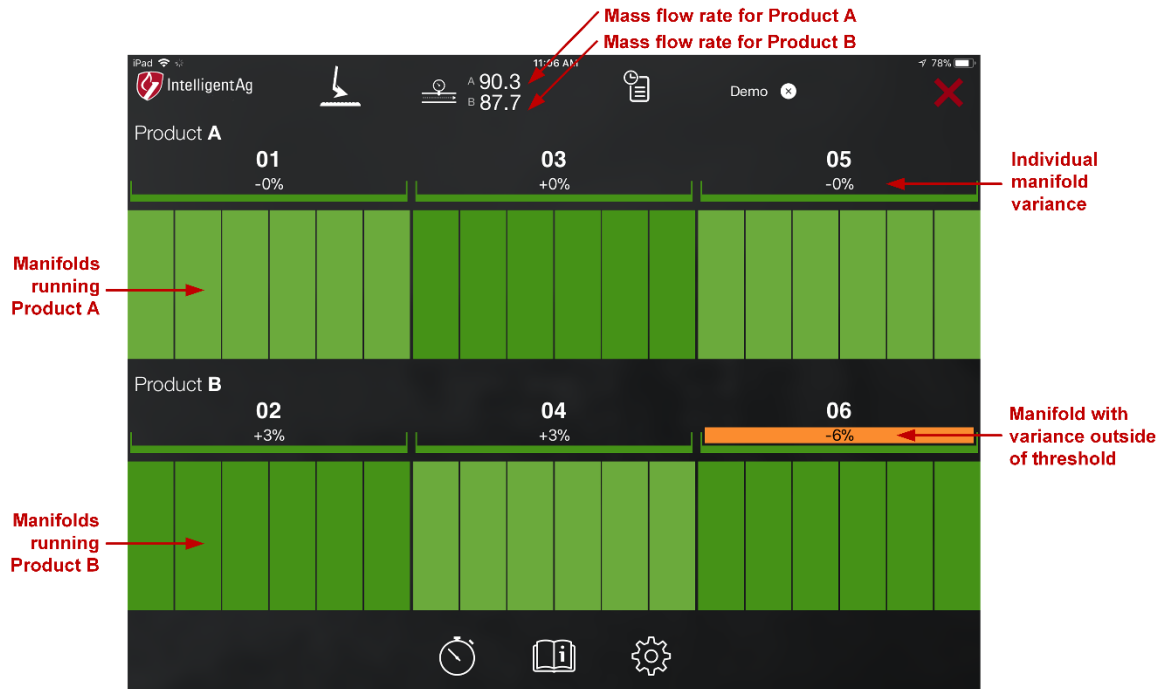 Mass flow rate for Product A
Mass flow rate for Product B
iPad 11:06 AM 78%
IntelligentAg
A 90.3
B 87.7
Demo
Product A
01 03 05
-0% +0% -0%
Individual
manifold
variance
Manifolds
running
Product A
Product B
02 04 06
+3% +3% -6%
Manifold with
variance outside
of threshold
Manifolds
running
Product B
i